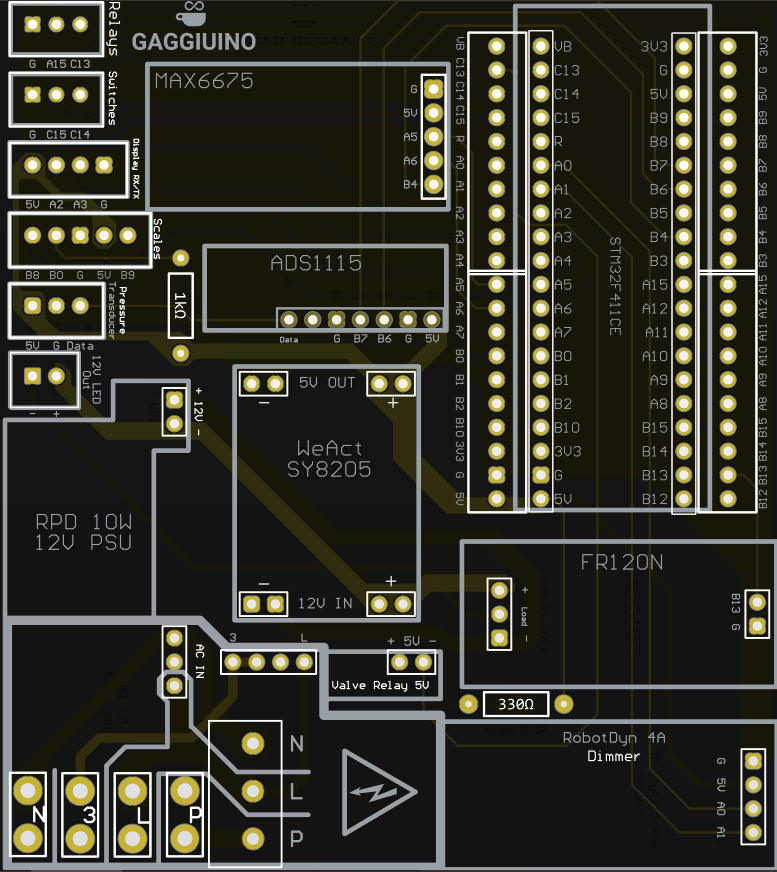 Relays
G A15 C13
Switches
G C15 C14
Display RX/TX
5V A2 A3 G
Scales
B8 B0 G 5V B9
Pressure
Transducer
5V G Data
12V LED
Out
- +
GAGGIUINO
MAX6675
G
5V
A5
A6
B4
ADS1115
Data G B7 B6 G 5V
1kΩ
VB
C13
C14
C15
R
A0
A1
A2
A3
A4
A5
A6
A7
B0
B1
B2
B10
3V3
G
5V
VB
C13
C14
C15
R
A0
A1
A2
A3
A4
A5
A6
A7
B0
B1
B2
B10
3V3
G
5V
STM32F411CE
3V3
G
5V
B9
B8
B7
B6
B5
B4
B3
A15
A12
A11
A10
A9
A8
B15
B14
B13
B12
3V3
G
5V
B9
B8
B7
B6
B5
B4
B3
A15
A12
A11
A10
A9
A8
B15
B14
B13
B12
+ 12V -
RPD 10W
12V PSU
5V OUT
- +
WeAct
SY8205
- +
12V IN
FR120N
+
Load
-
B13
G
AC IN
3 L
+ 5V -
Valve Relay 5V
330Ω
RobotDyn 4A
Dimmer
G
5V
A0
A1
N
L
P
N 3 L P